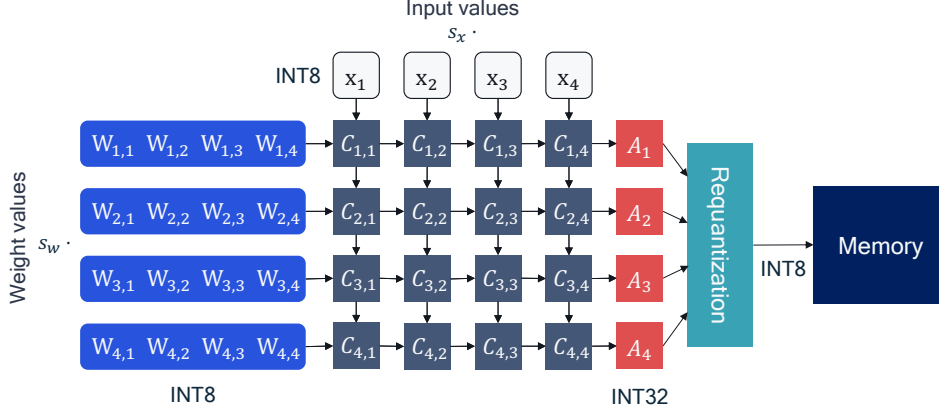 Input values
sₓ ·
INT8
x₁ x₂ x₃ x₄
W₁,₁ W₁,₂ W₁,₃ W₁,₄ C₁,₁ C₁,₂ C₁,₃ C₁,₄ A₁
W₂,₁ W₂,₂ W₂,₃ W₂,₄ C₂,₁ C₂,₂ C₂,₃ C₂,₄ A₂
W₃,₁ W₃,₂ W₃,₃ W₃,₄ C₃,₁ C₃,₂ C₃,₃ C₃,₄ A₃
W₄,₁ W₄,₂ W₄,₃ W₄,₄ C₄,₁ C₄,₂ C₄,₃ C₄,₄ A₄
Weight values
s_w ·
INT8
INT32
Requantization
INT8
Memory